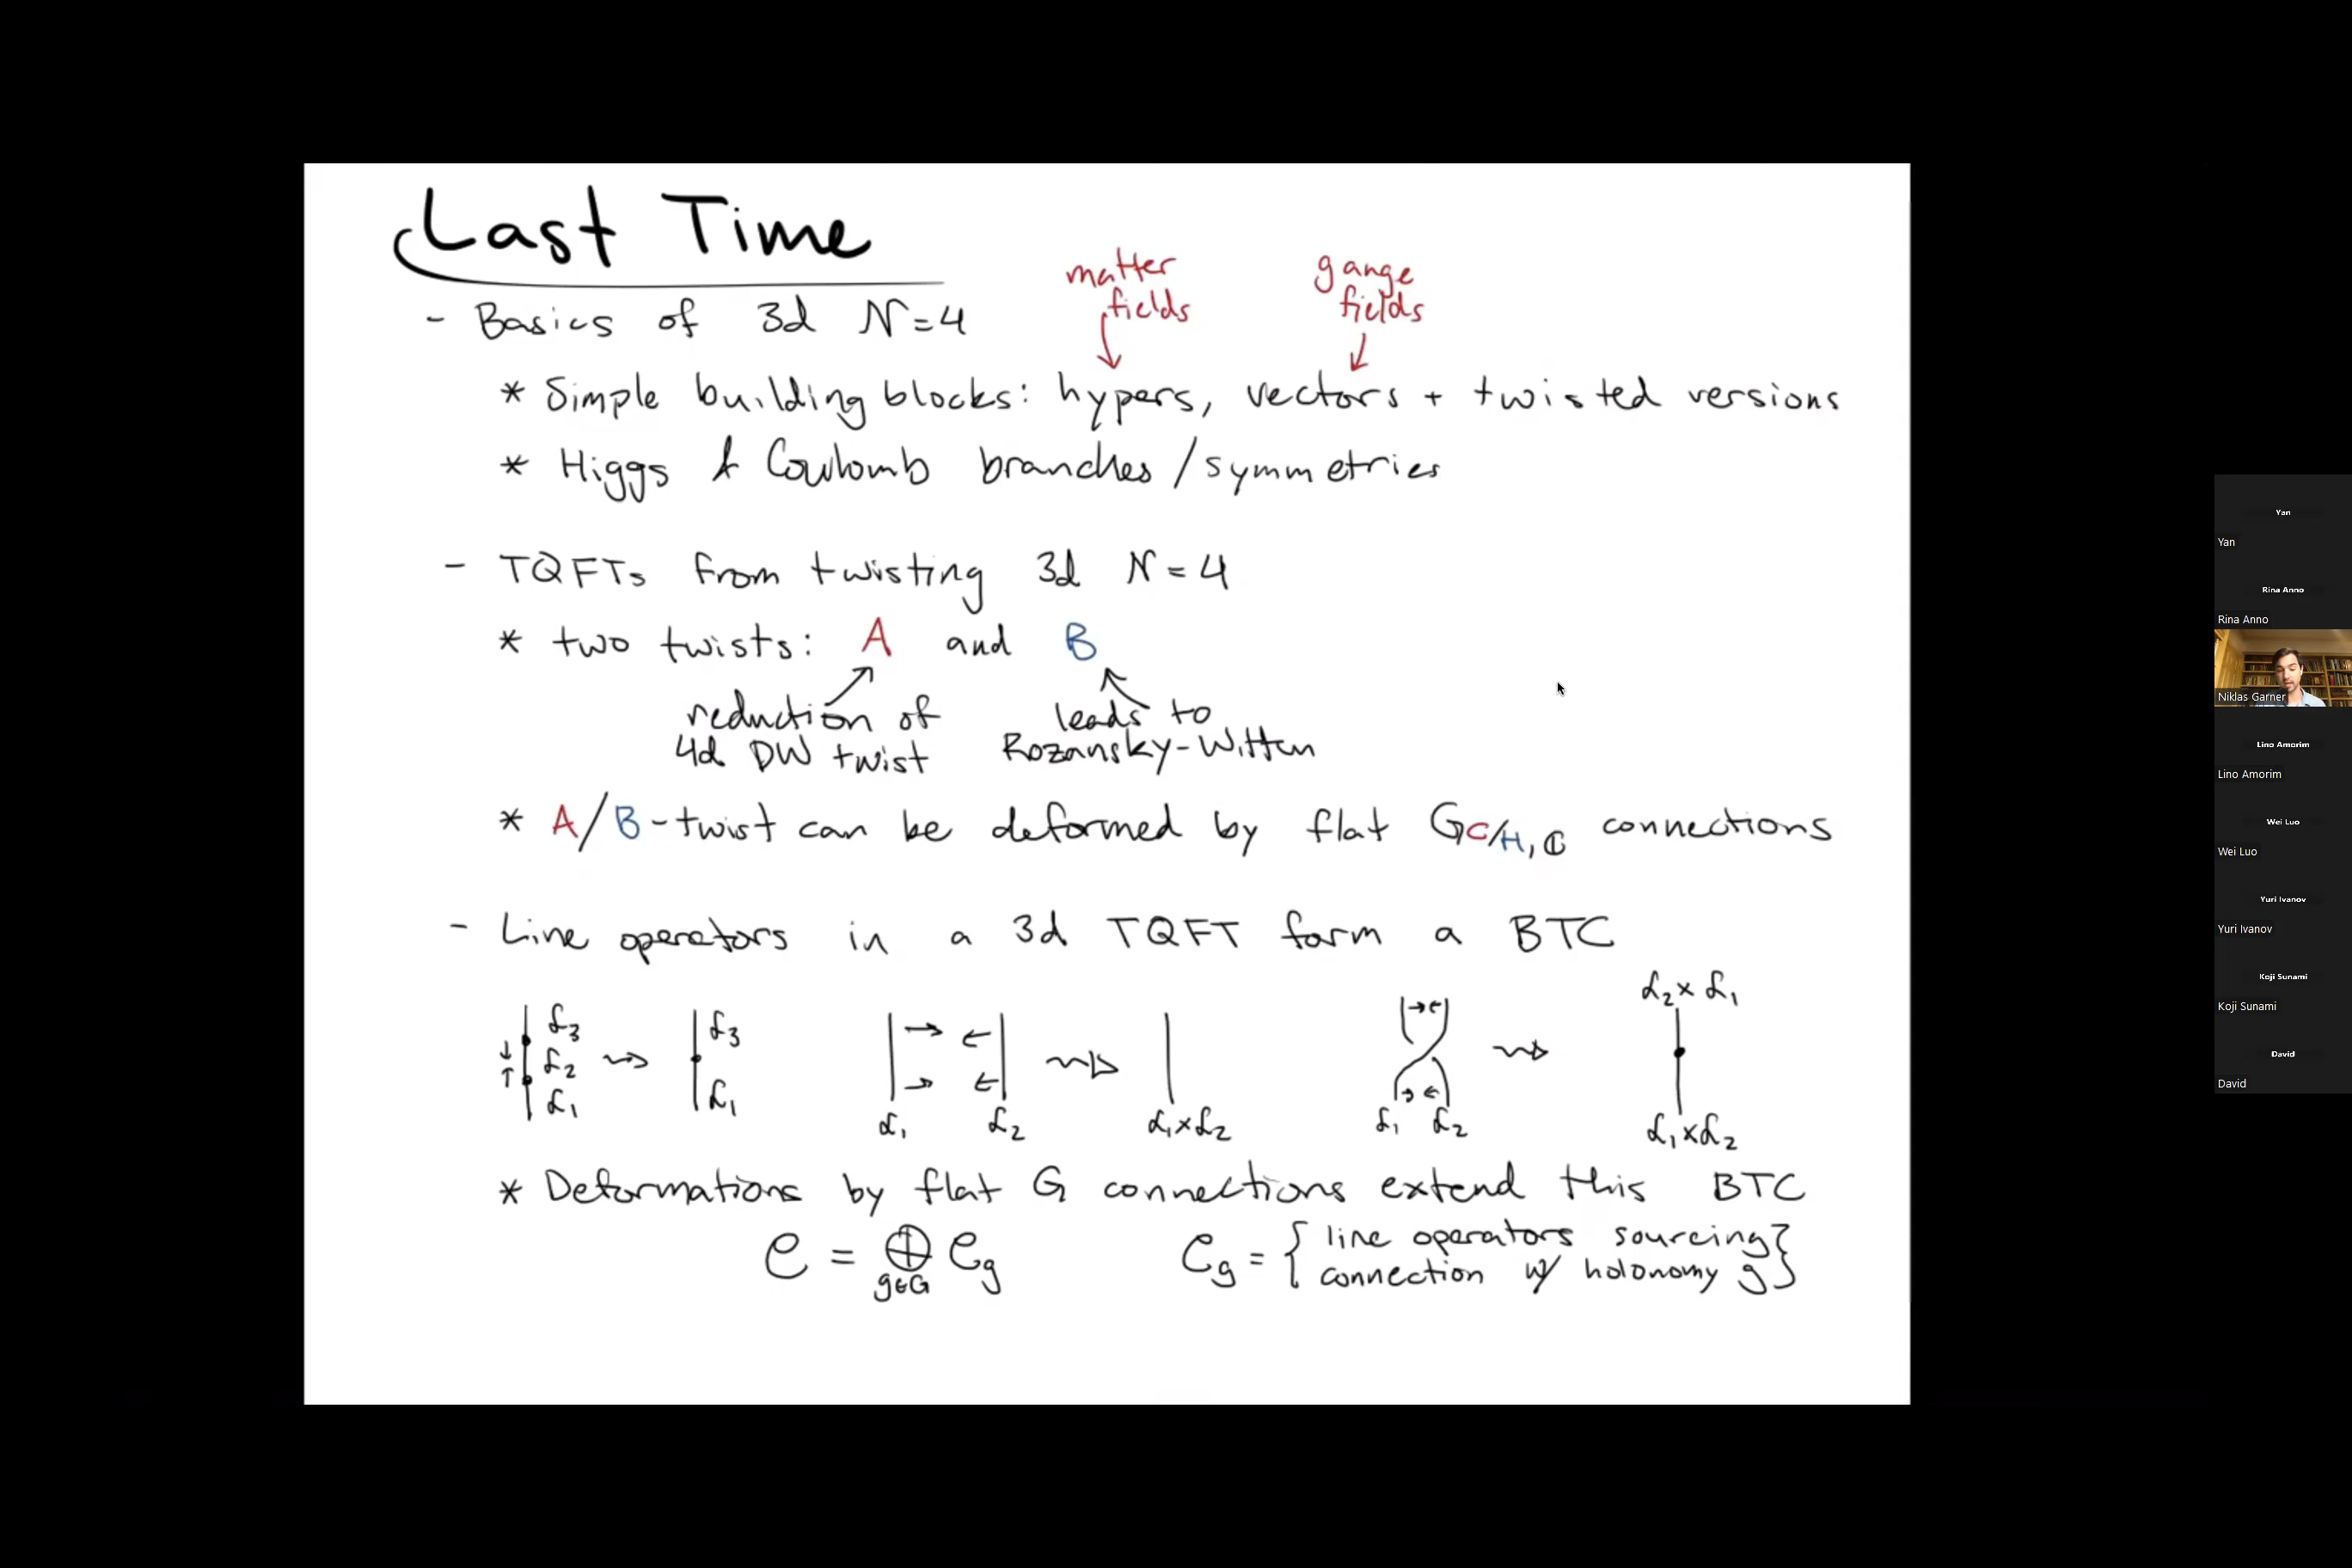 Last Time
matter fields
gauge fields
- Basics of 3d N=4
* Simple building blocks: hypers, vectors + twisted versions
* Higgs & Coulomb branches/symmetries
- TQFTs from twisting 3d N=4
* two twists: A and B
reduction of 4d DW twist
leads to Rozansky-Witten
* A/B-twist can be deformed by flat G_{C/H, ℂ} connections
- Line operators in a 3d TQFT form a BTC
ℒ₃
ℒ₂
ℒ₁
ℒ₃
ℒ₁
ℒ₁ ℒ₂
ℒ₁×ℒ₂
ℒ₁ ℒ₂
ℒ₂×ℒ₁
ℒ₁×ℒ₂
* Deformations by flat G connections extend this BTC
𝒞 = ⊕_{g∈G} 𝒞_g
𝒞_g = { line operators sourcing connection w/ holonomy g }
Yan
Yan
Rina Anno
Rina Anno
Niklas Garner
Lino Amorim
Lino Amorim
Wei Luo
Wei Luo
Yuri Ivanov
Yuri Ivanov
Koji Sunami
Koji Sunami
David
David